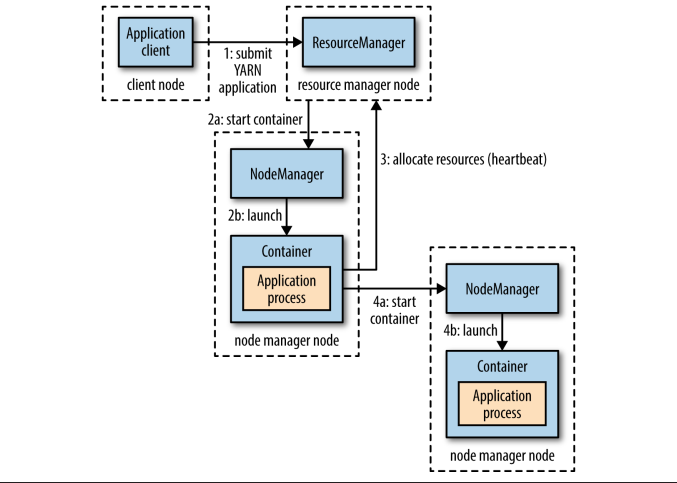 Application
client
client node
1: submit
YARN
application
ResourceManager
resource manager node
2a: start container
NodeManager
2b: launch
Container
Application
process
node manager node
3: allocate resources (heartbeat)
4a: start
container
NodeManager
4b: launch
Container
Application
process
node manager node